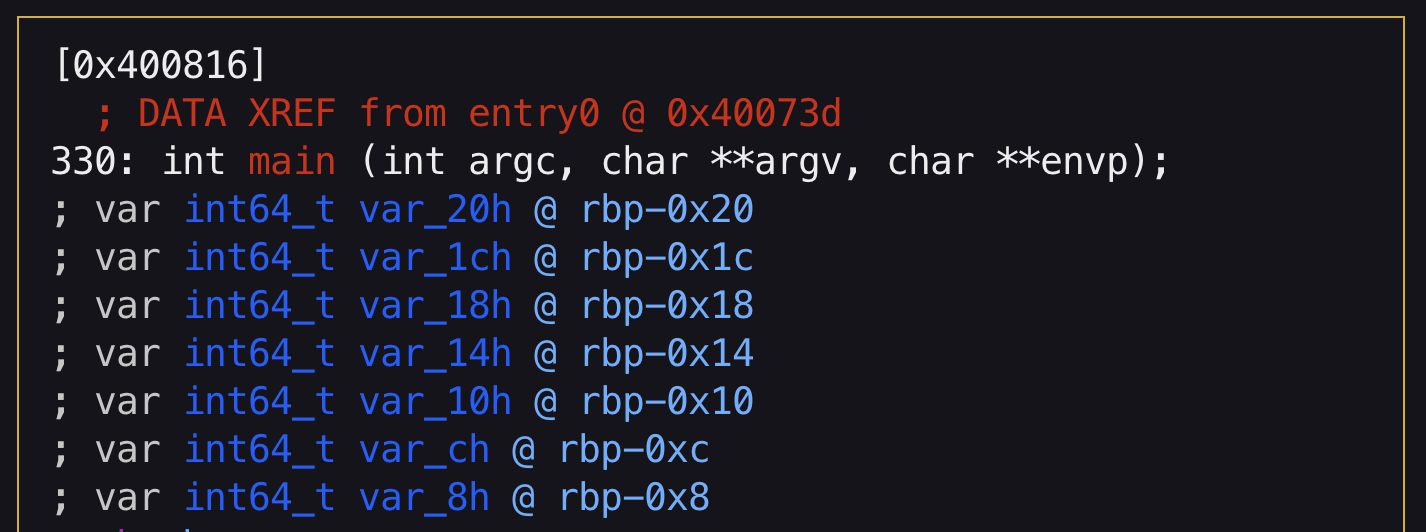 [0x400816]
; DATA XREF from entry0 @ 0x40073d
330: int main (int argc, char **argv, char **envp);
; var int64_t var_20h @ rbp-0x20
; var int64_t var_1ch @ rbp-0x1c
; var int64_t var_18h @ rbp-0x18
; var int64_t var_14h @ rbp-0x14
; var int64_t var_10h @ rbp-0x10
; var int64_t var_ch @ rbp-0xc
; var int64_t var_8h @ rbp-0x8